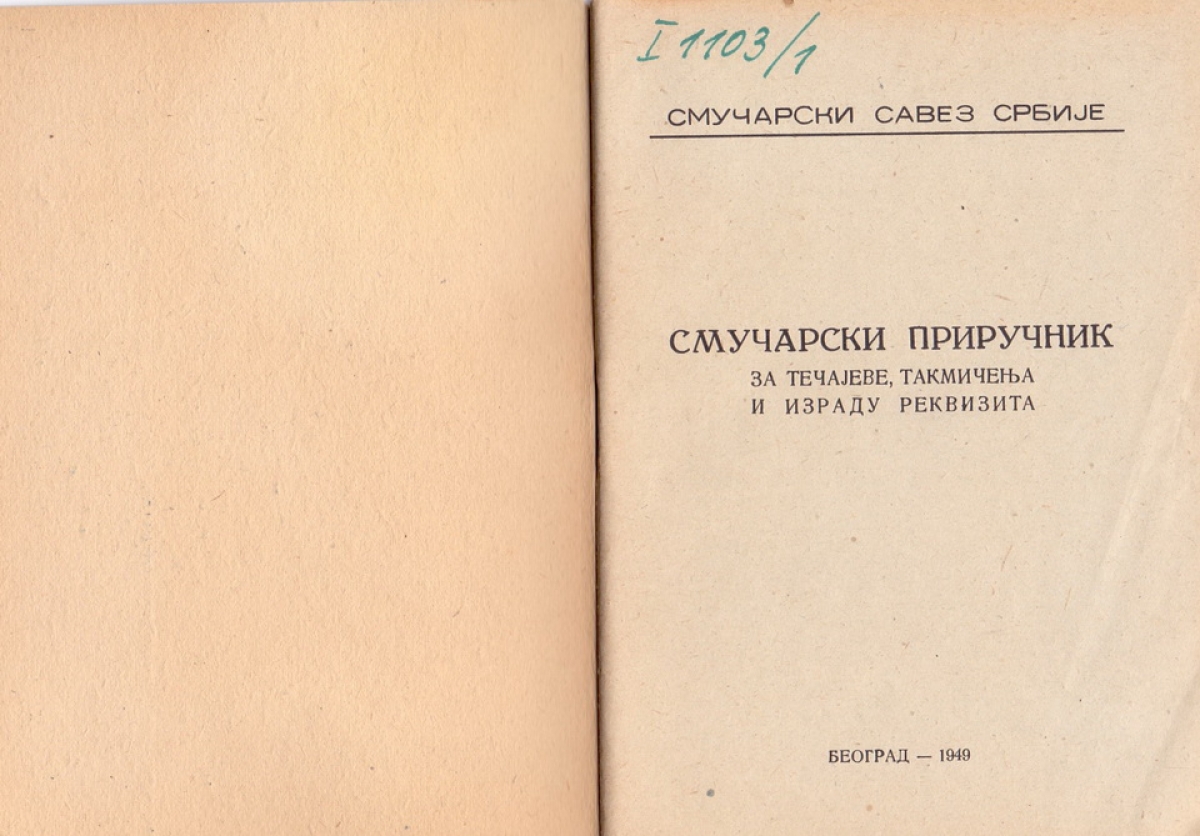 I 1103/1
СМУЧАРСКИ САВЕЗ СРБИЈЕ
СМУЧАРСКИ ПРИРУЧНИК
ЗА ТЕЧАЈЕВЕ, ТАКМИЧЕЊА
И ИЗРАДУ РЕКВИЗИТА
БЕОГРАД — 1949